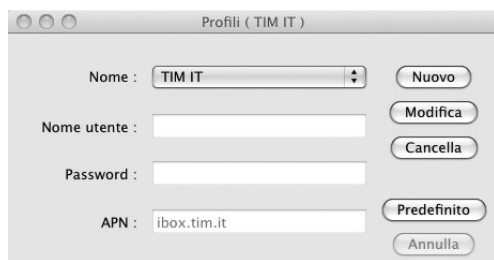 Profili ( TIM IT )
Nome : TIM IT Nuovo
Modifica
Nome utente :
Cancella
Password :
Predefinito
APN : ibox.tim.it
Annulla